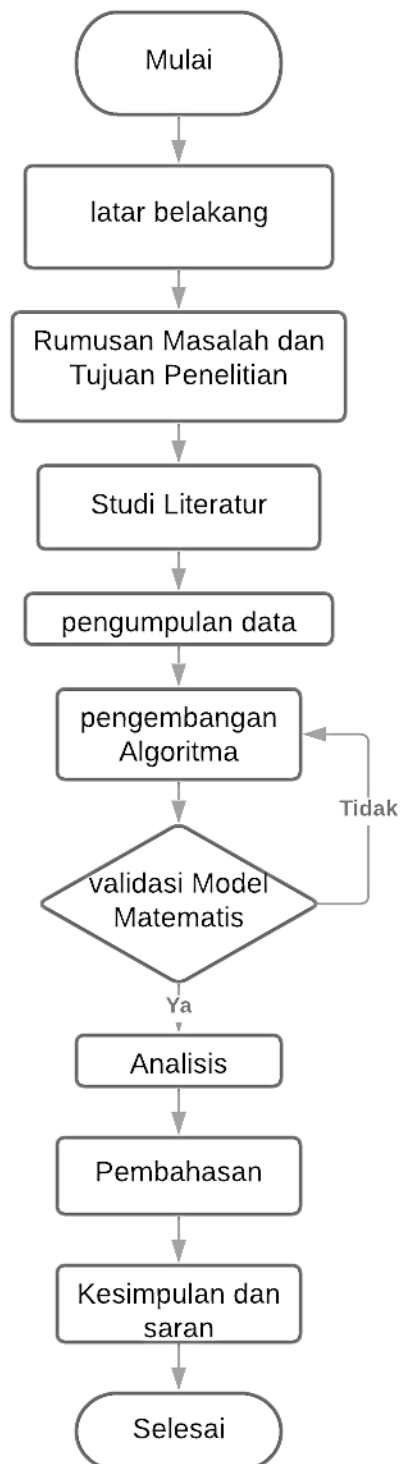 Mulai
latar belakang
Rumusan Masalah dan
Tujuan Penelitian
Studi Literatur
pengumpulan data
pengembangan
Algoritma
Tidak
validasi Model
Matematis
Ya
Analisis
Pembahasan
Kesimpulan dan
saran
Selesai